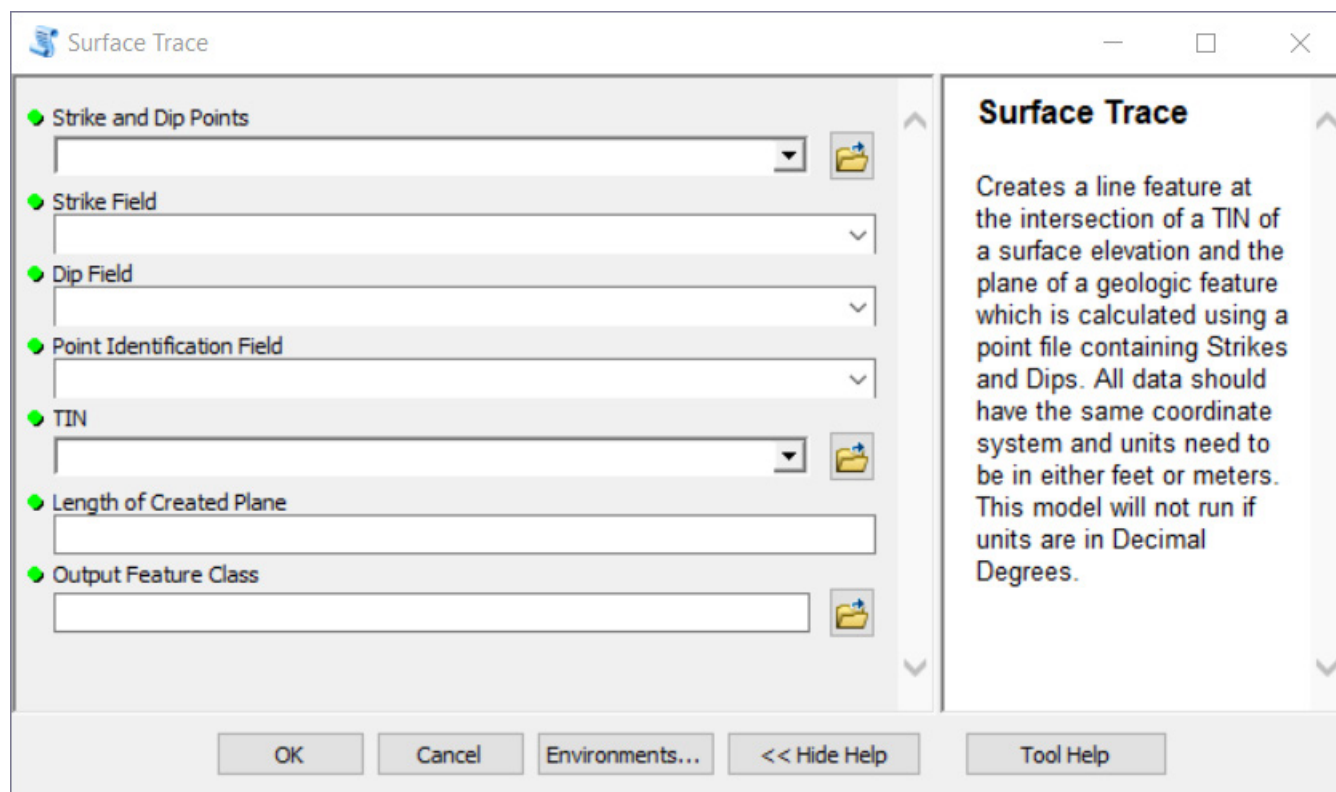 Surface Trace
Strike and Dip Points
Strike Field
Dip Field
Point Identification Field
TIN
Length of Created Plane
Output Feature Class
Surface Trace
Creates a line feature at
the intersection of a TIN of
a surface elevation and the
plane of a geologic feature
which is calculated using a
point file containing Strikes
and Dips. All data should
have the same coordinate
system and units need to
be in either feet or meters.
This model will not run if
units are in Decimal
Degrees.
OK
Cancel
Environments...
<< Hide Help
Tool Help